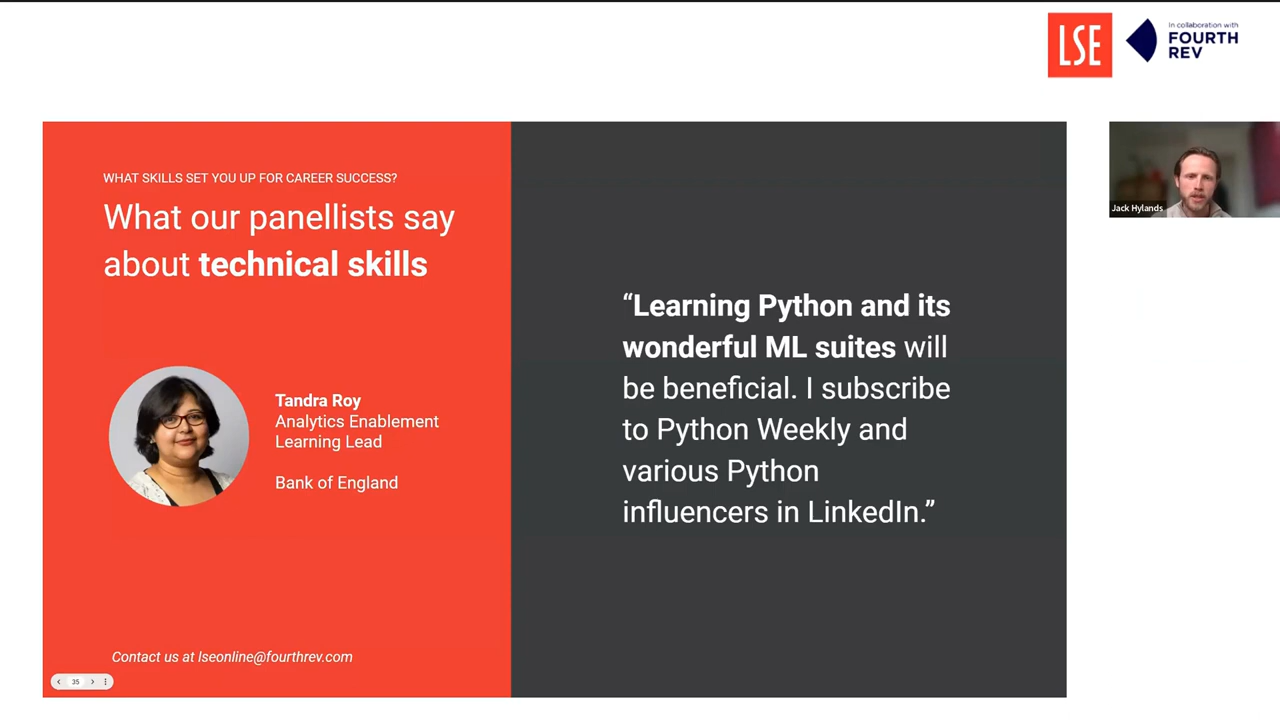 LSE
In collaboration with
FOURTH
REV
WHAT SKILLS SET YOU UP FOR CAREER SUCCESS?
What our panellists say
about technical skills
Tandra Roy
Analytics Enablement
Learning Lead
Bank of England
Contact us at lseonline@fourthrev.com
35
“Learning Python and its
wonderful ML suites will
be beneficial. I subscribe
to Python Weekly and
various Python
influencers in LinkedIn.”
Jack Hylands